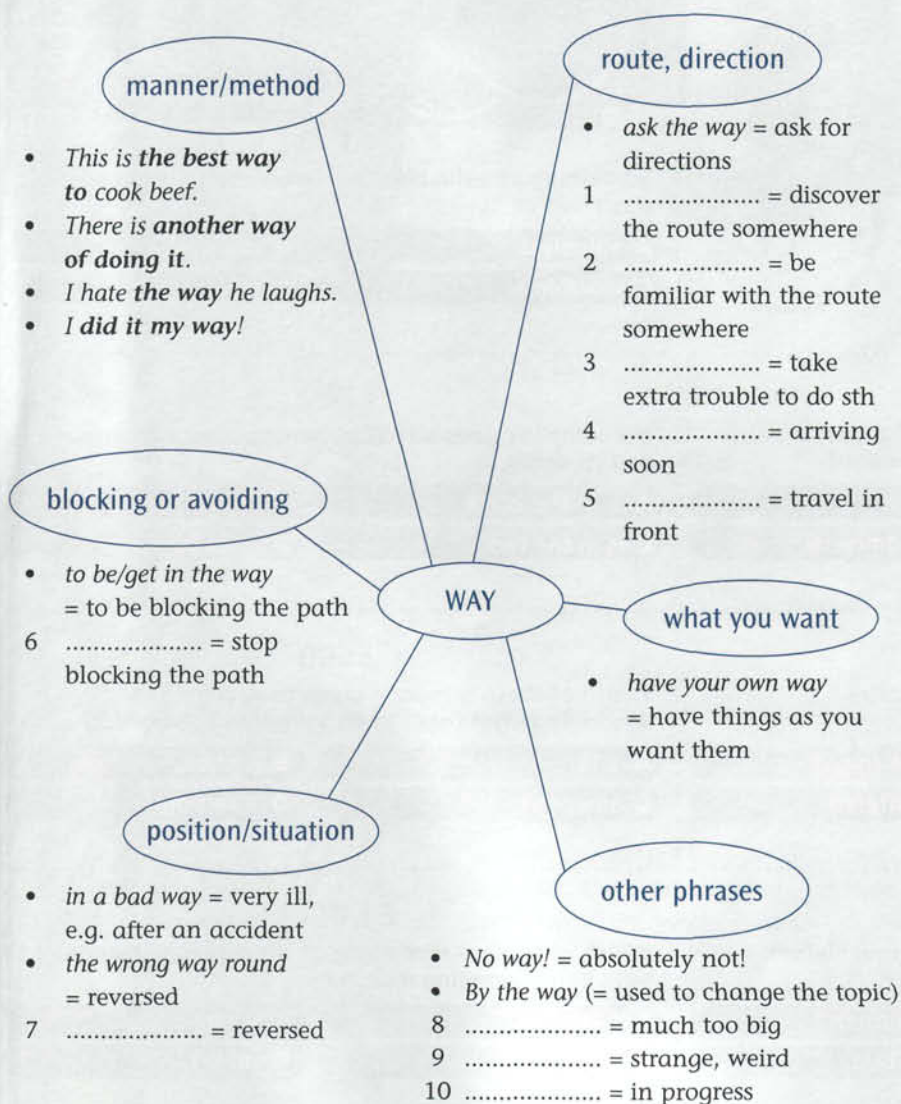 manner/method
• This is the best way
to cook beef.
• There is another way
of doing it.
• I hate the way he laughs.
• I did it my way!
route, direction
• ask the way = ask for
directions
1 .................... = discover
the route somewhere
2 .................... = be
familiar with the route
somewhere
3 .................... = take
extra trouble to do sth
4 .................... = arriving
soon
5 .................... = travel in
front
blocking or avoiding
• to be/get in the way
= to be blocking the path
6 .................... = stop
blocking the path
WAY
what you want
• have your own way
= have things as you
want them
position/situation
• in a bad way = very ill,
e.g. after an accident
• the wrong way round
= reversed
7 .................... = reversed
other phrases
• No way! = absolutely not!
• By the way (= used to change the topic)
8 .................... = much too big
9 .................... = strange, weird
10 .................... = in progress